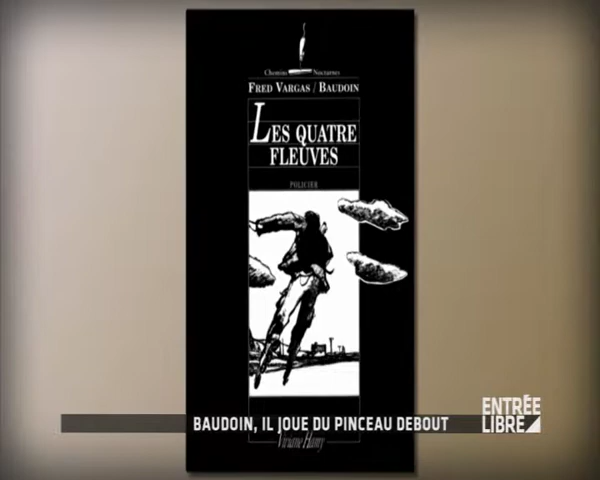 Chemins Nocturnes
FRED VARGAS / BAUDOIN
LES QUATRE
FLEUVES
POLICIER
BAUDOIN, IL JOUE DU PINCEAU DEBOUT
Viviane Hamy
ENTRÉE
LIBRE